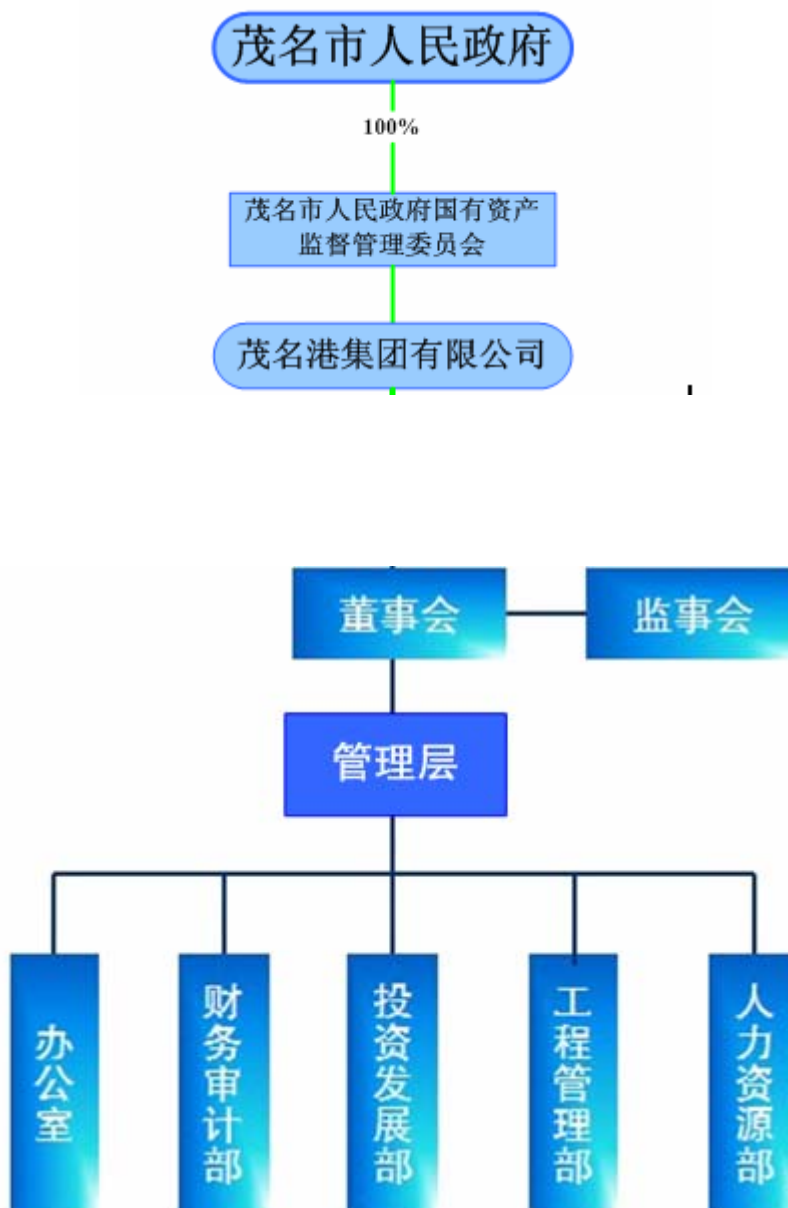 茂名市人民政府
100%
茂名市人民政府国有资产
监督管理委员会
茂名港集团有限公司
董事会
监事会
管理层
办公室
财务审计部
投资发展部
工程管理部
人力资源部